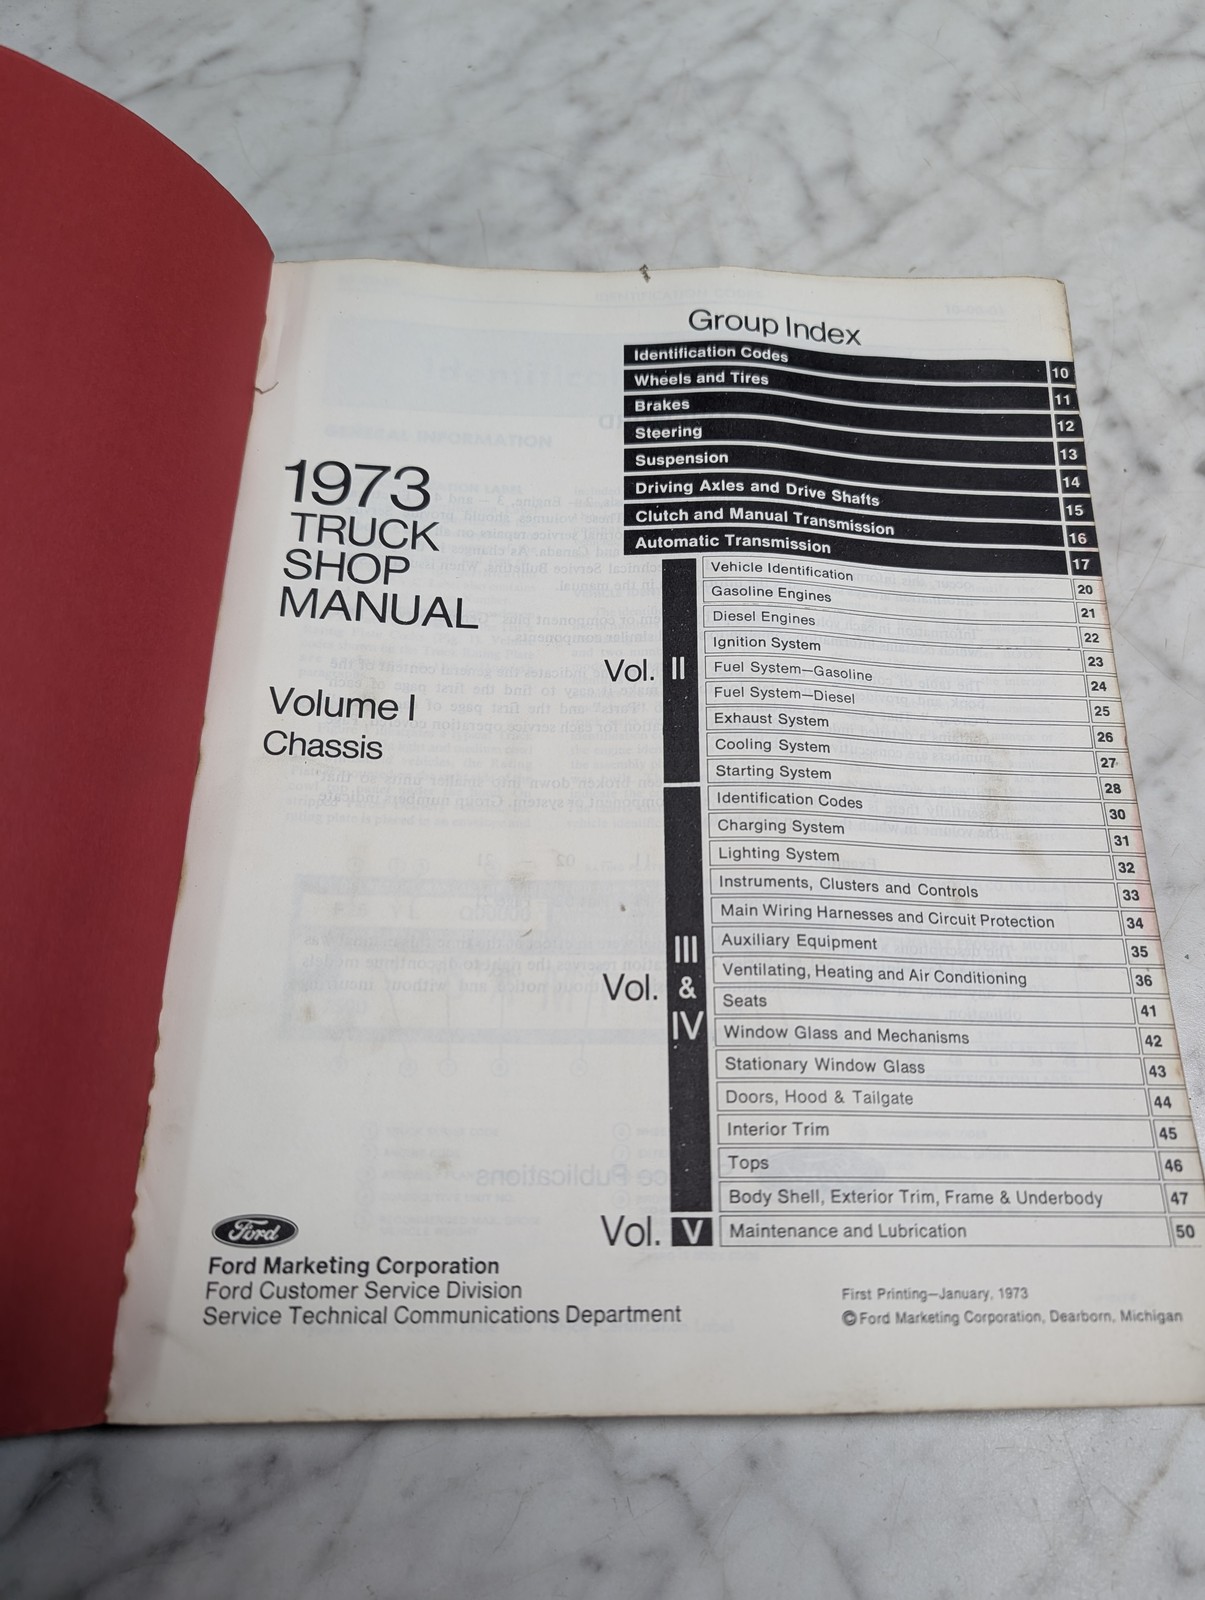 Group Index
Identification Codes 10
Wheels and Tires 11
Brakes 12
Steering 13
Suspension 14
Driving Axles and Drive Shafts 15
Clutch and Manual Transmission 16
Automatic Transmission 17
1973
TRUCK
SHOP
MANUAL
Volume I
Chassis
Vol. II
Vehicle Identification 20
Gasoline Engines 21
Diesel Engines 22
Ignition System 23
Fuel System—Gasoline 24
Fuel System—Diesel 25
Exhaust System 26
Cooling System 27
Starting System 28
Vol. III & IV
Identification Codes 30
Charging System 31
Lighting System 32
Instruments, Clusters and Controls 33
Main Wiring Harnesses and Circuit Protection 34
Auxiliary Equipment 35
Ventilating, Heating and Air Conditioning 36
Seats 41
Window Glass and Mechanisms 42
Stationary Window Glass 43
Doors, Hood & Tailgate 44
Interior Trim 45
Tops 46
Body Shell, Exterior Trim, Frame & Underbody 47
Vol. V Maintenance and Lubrication 50
Ford
Ford Marketing Corporation
Ford Customer Service Division
Service Technical Communications Department
First Printing—January, 1973
© Ford Marketing Corporation, Dearborn, Michigan